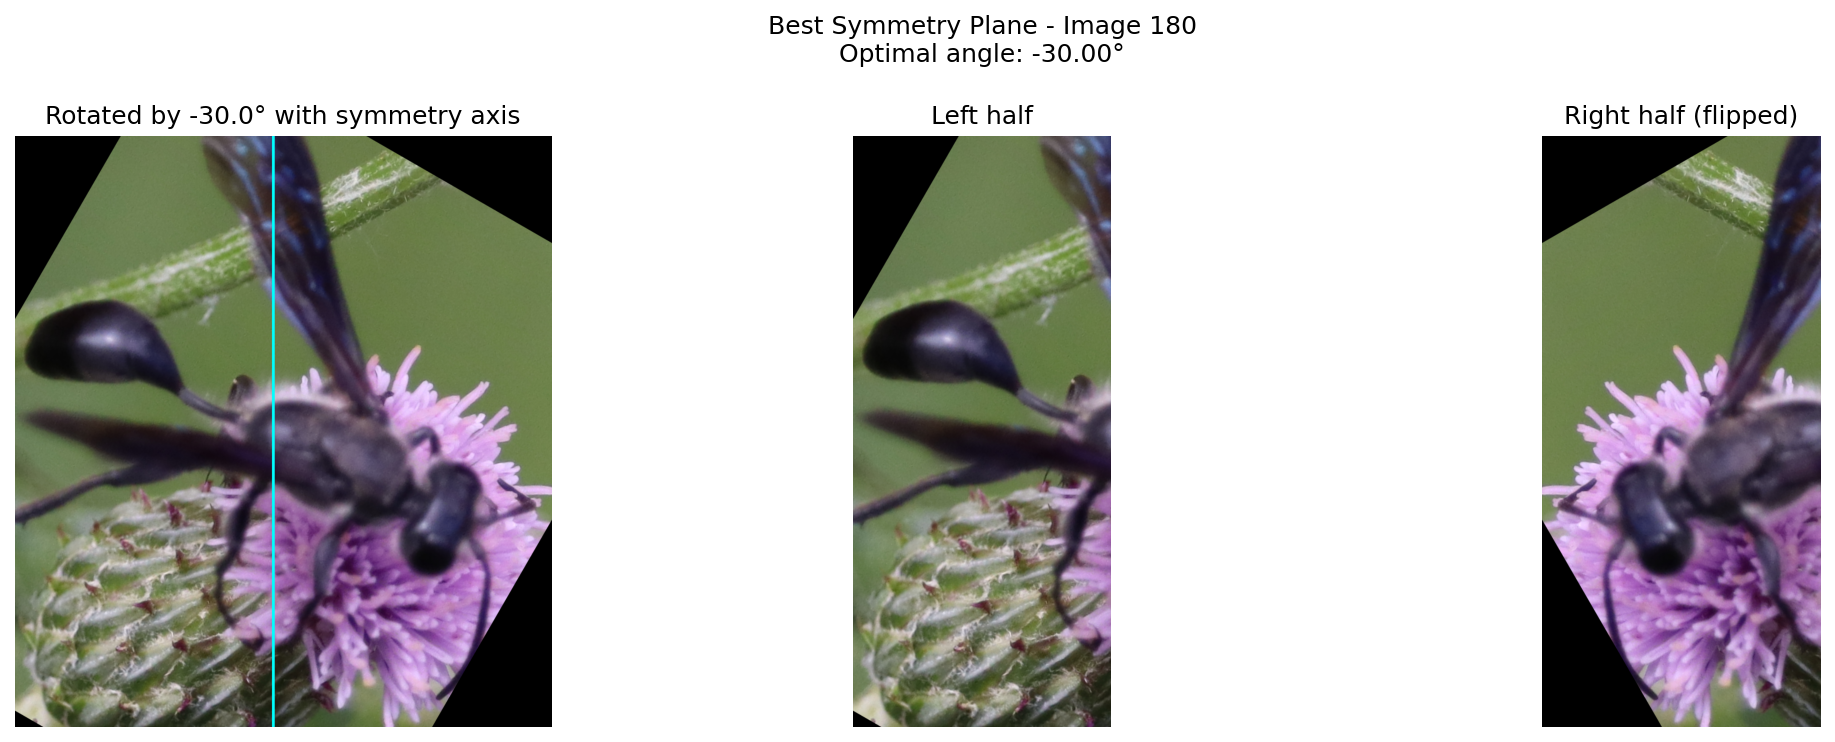 Best Symmetry Plane - Image 180
Optimal angle: -30.00°
Rotated by -30.0° with symmetry axis
Left half
Right half (flipped)